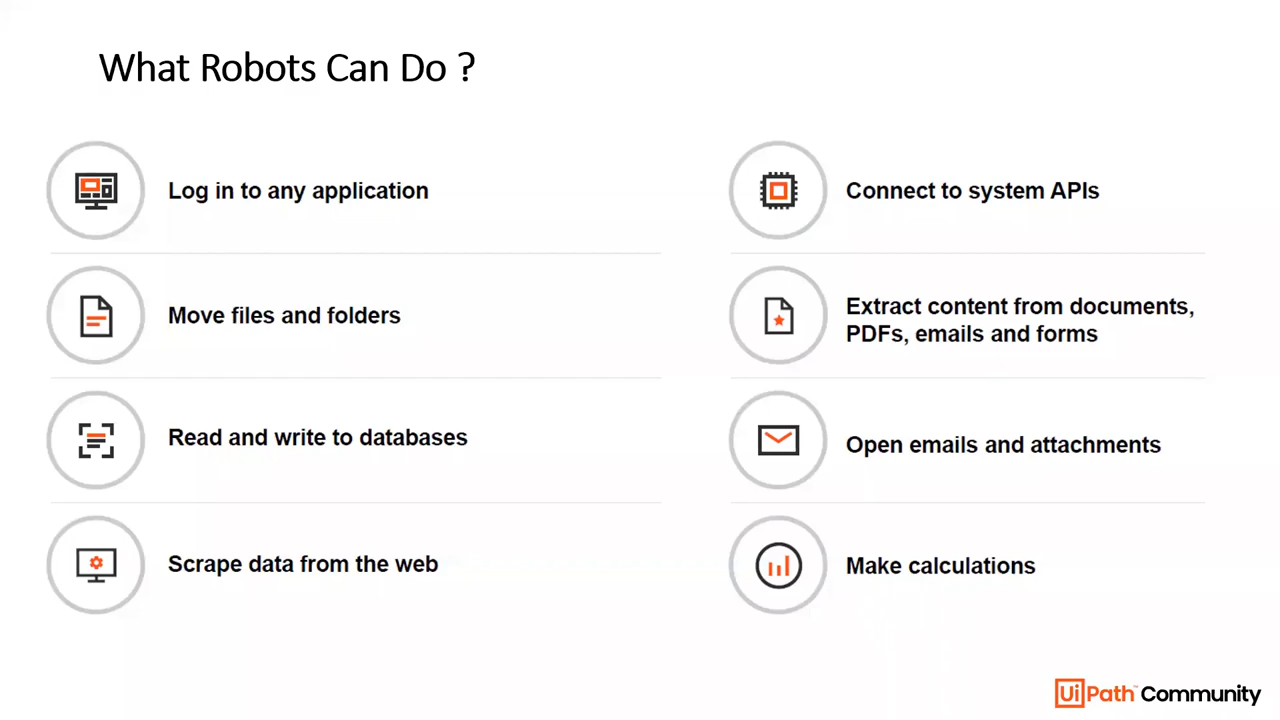 What Robots Can Do ?
Log in to any application
Move files and folders
Read and write to databases
Scrape data from the web
Connect to system APIs
Extract content from documents,
PDFs, emails and forms
Open emails and attachments
Make calculations
UiPath™ Community